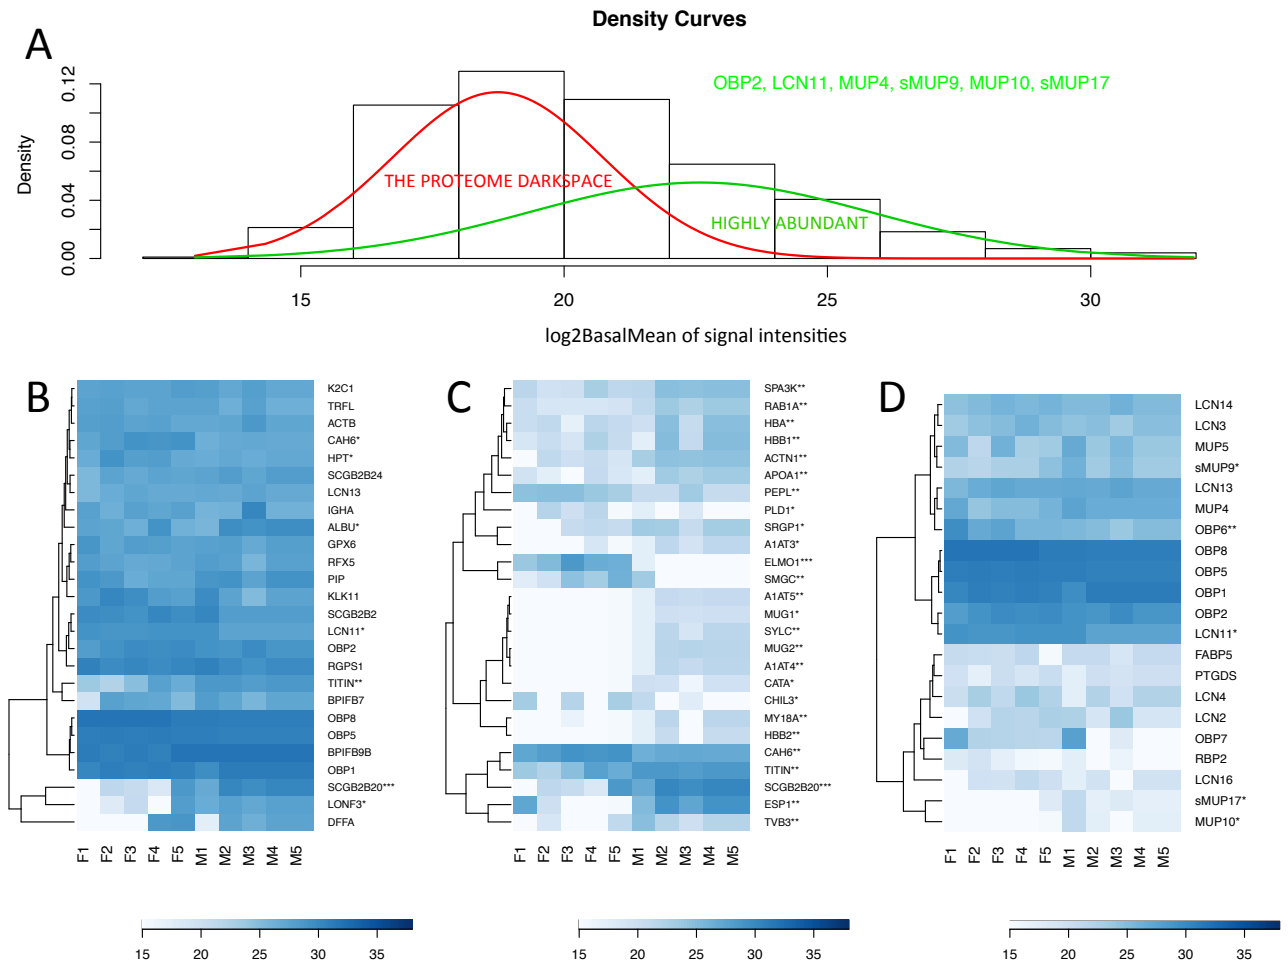 Density Curves
A
OBP2, LCN11, MUP4, sMUP9, MUP10, sMUP17
Density
0.00
0.04
0.08
0.12
THE PROTEOME DARKSPACE
HIGHLY ABUNDANT
15 20 25 30
log2BasalMean of signal intensities
B
K2C1
TRFL
ACTB
CAH6*
HPT*
SCGB2B24
LCN13
IGHA
ALBU*
GPX6
RFX5
PIP
KLK11
SCGB2B2
LCN11*
OBP2
RGPS1
TITIN**
BPIFB7
OBP8
OBP5
BPIFB9B
OBP1
SCGB2B20***
LONF3*
DFFA
F1 F2 F3 F4 F5 M1 M2 M3 M4 M5
15 20 25 30 35
C
SPA3K**
RAB1A**
HBA**
HBB1**
ACTN1**
APOA1**
PEPL**
PLD1*
SRGP1*
A1AT3*
ELMO1***
SMGC**
A1AT5**
MUG1*
SYLC**
MUG2**
A1AT4**
CATA*
CHIL3*
MY18A**
HBB2**
CAH6**
TITIN**
SCGB2B20***
ESP1**
TVB3**
F1 F2 F3 F4 F5 M1 M2 M3 M4 M5
15 20 25 30 35
D
LCN14
LCN3
MUP5
sMUP9*
LCN13
MUP4
OBP6**
OBP8
OBP5
OBP1
OBP2
LCN11*
FABP5
PTGDS
LCN4
LCN2
OBP7
RBP2
LCN16
sMUP17*
MUP10*
F1 F2 F3 F4 F5 M1 M2 M3 M4 M5
15 20 25 30 35